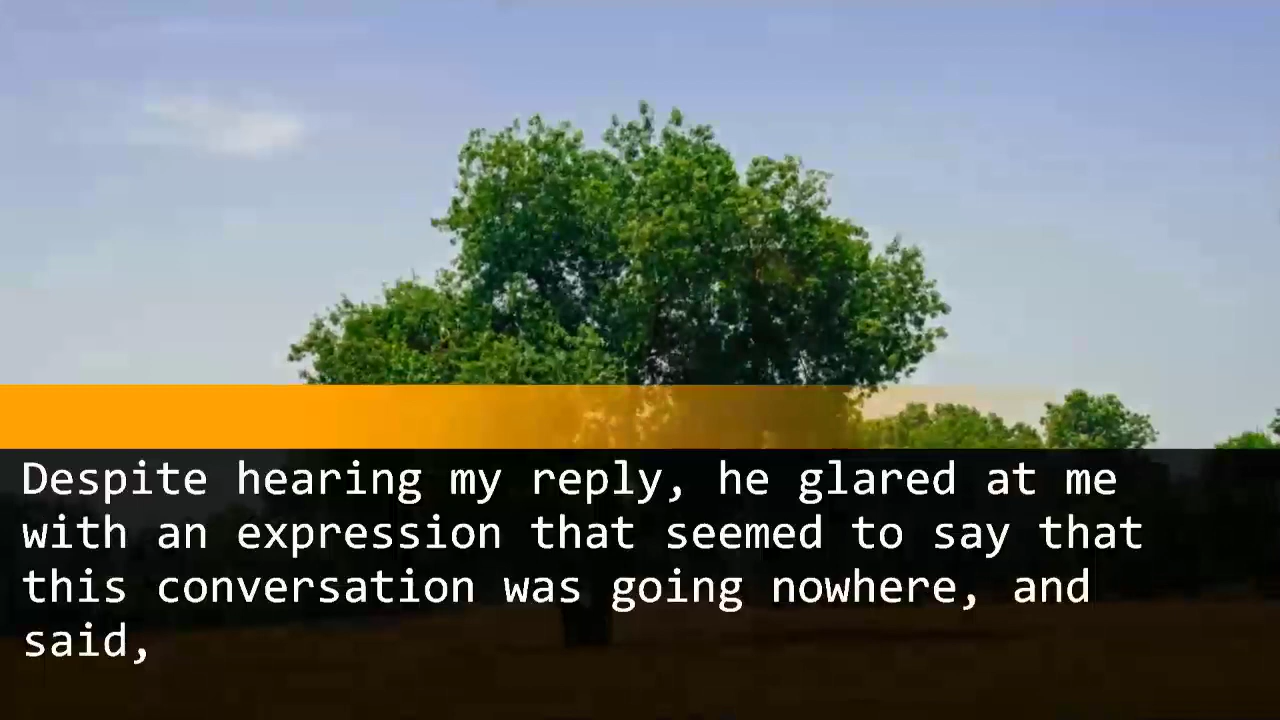 Despite hearing my reply, he glared at me
with an expression that seemed to say that
this conversation was going nowhere, and
said,